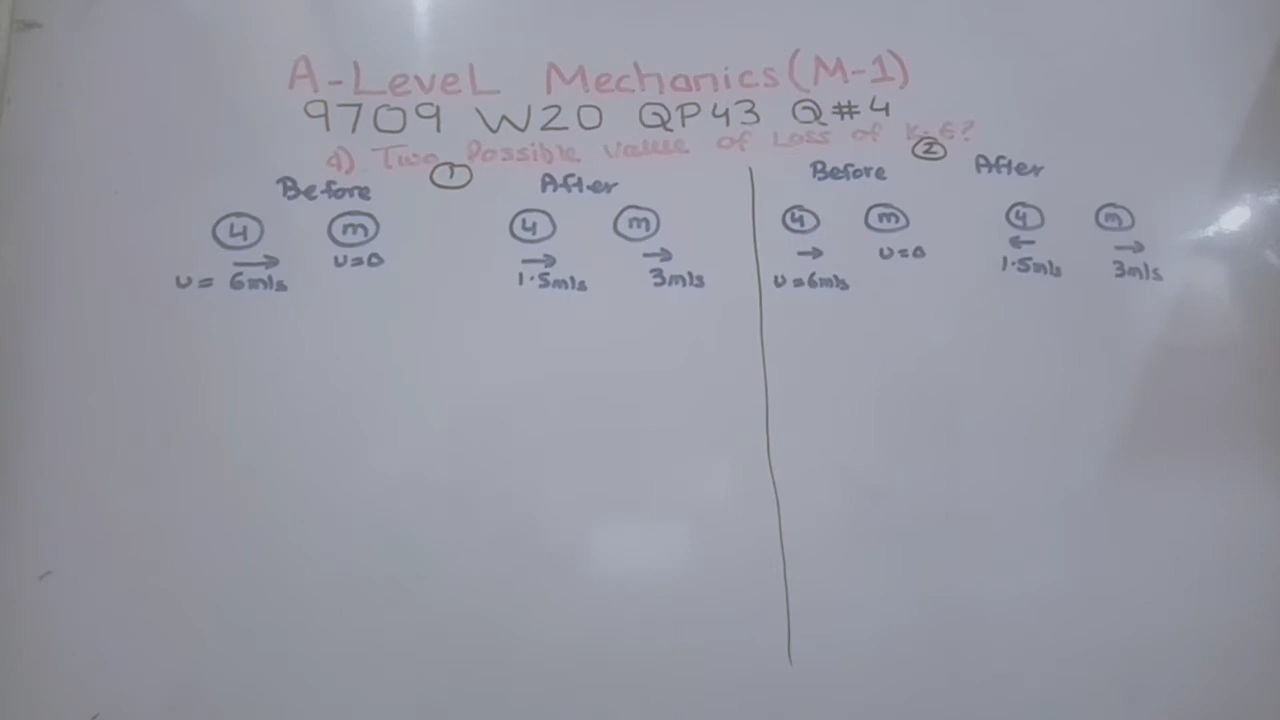 A-Level Mechanics (M-1)
9709 W20 QP43 Q#4
4) Two Possible Value of Loss of K.E?
① ②
Before After Before After
4 m 4 m 4 m 4 m
u = 6m/s u=0 1.5m/s 3m/s u=6m/s u=0 1.5m/s 3m/s